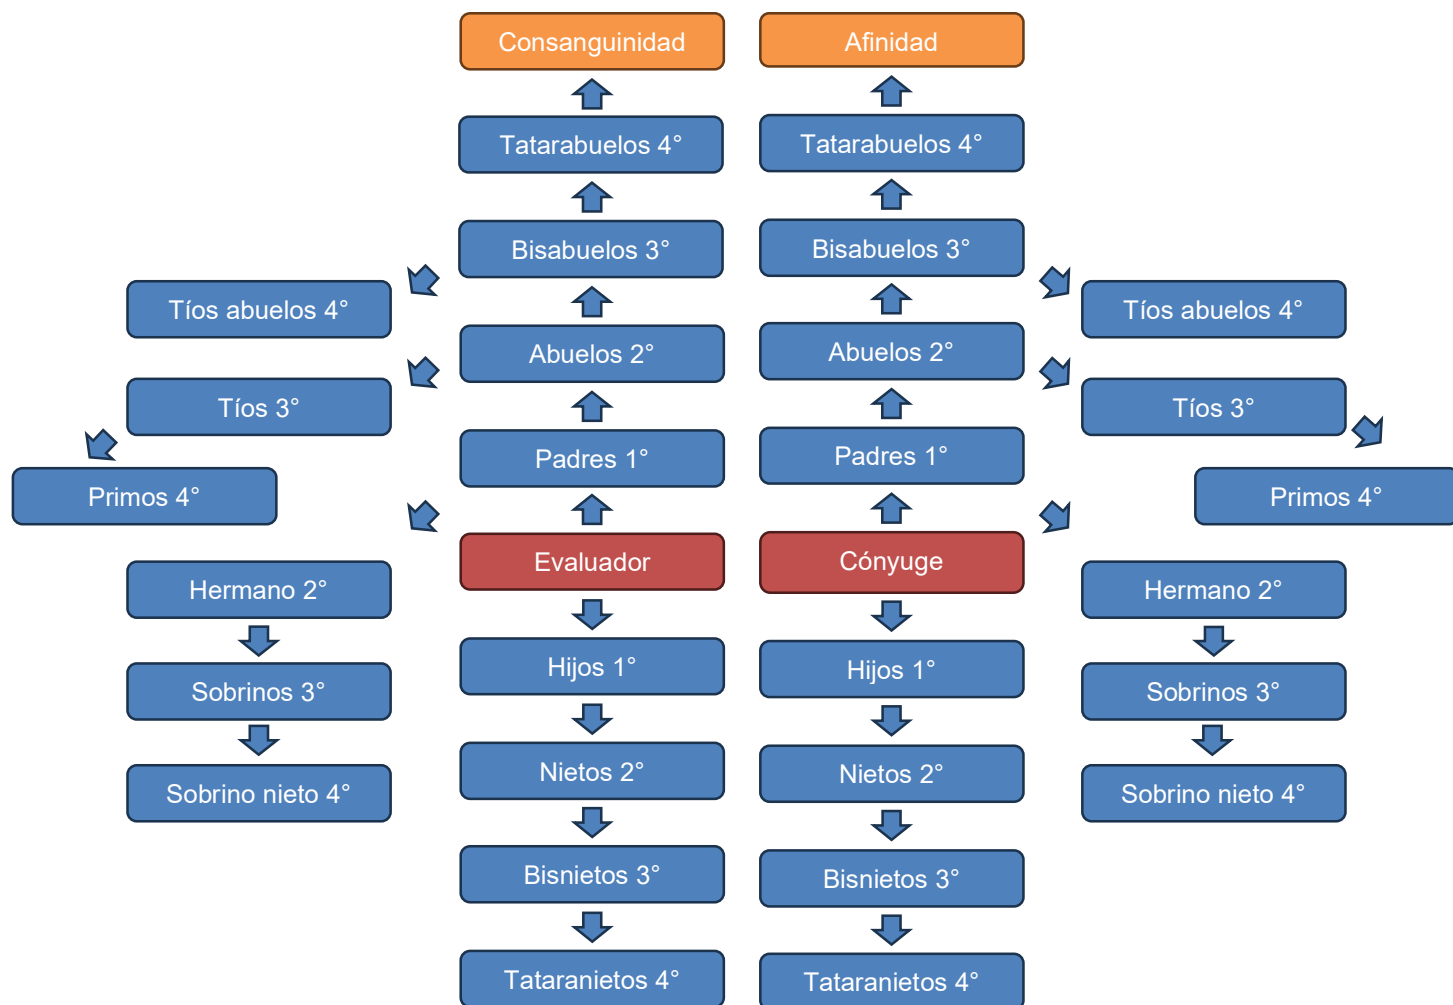 Consanguinidad
Afinidad
Tatarabuelos 4°
Tatarabuelos 4°
Bisabuelos 3°
Bisabuelos 3°
Tíos abuelos 4°
Tíos abuelos 4°
Abuelos 2°
Abuelos 2°
Tíos 3°
Tíos 3°
Padres 1°
Padres 1°
Primos 4°
Primos 4°
Evaluador
Cónyuge
Hermano 2°
Hermano 2°
Hijos 1°
Hijos 1°
Sobrinos 3°
Sobrinos 3°
Nietos 2°
Nietos 2°
Sobrino nieto 4°
Sobrino nieto 4°
Bisnietos 3°
Bisnietos 3°
Tataranietos 4°
Tataranietos 4°